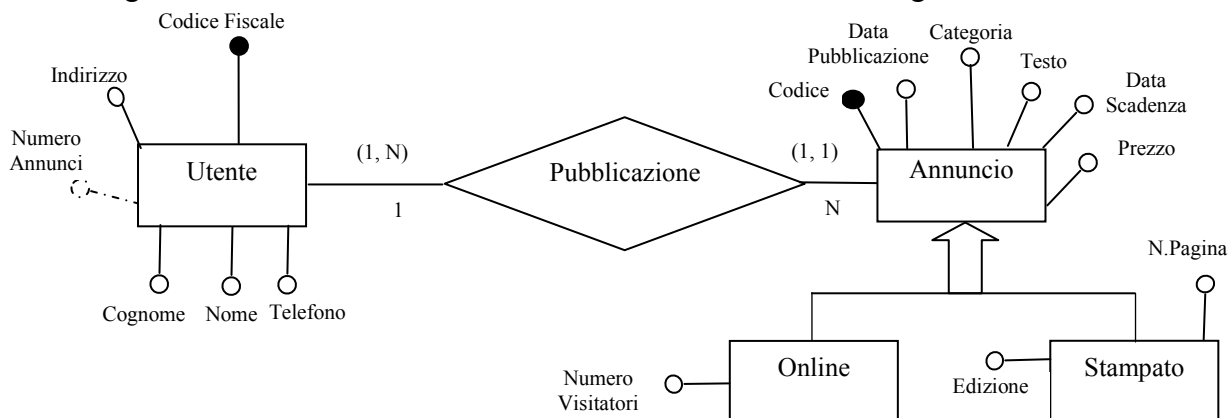 Codice Fiscale
Data
Pubblicazione
Categoria
Testo
Indirizzo
Codice
Data
Scadenza
Numero
Annunci
Utente
(1, N)
1
Pubblicazione
(1, 1)
N
Annuncio
Prezzo
Cognome
Nome
Telefono
N.Pagina
Numero
Visitatori
Online
Edizione
Stampato